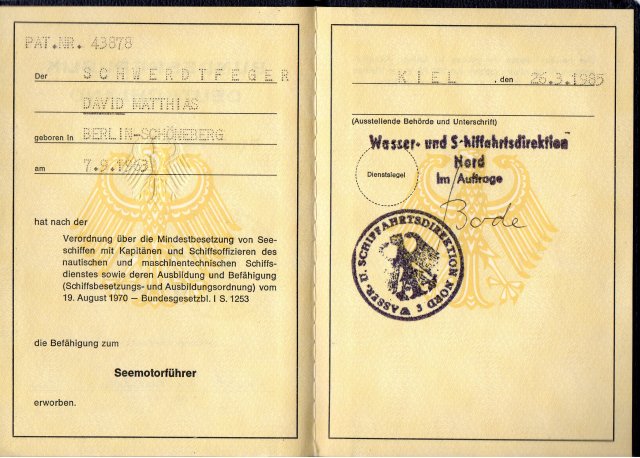 PAT.NR. 43878
Der SCHWERDTFEGER
DAVID MATTHIAS
geboren in BERLIN-SCHÖNEBERG
am 7.9.1963
hat nach der
Verordnung über die Mindestbesetzung von See-
schiffen mit Kapitänen und Schiffsoffizieren des
nautischen und maschinentechnischen Schiffs-
dienstes sowie deren Ausbildung und Befähigung
(Schiffsbesetzungs- und Ausbildungsordnung) vom
19. August 1970 — Bundesgesetzbl. I S. 1253
die Befähigung zum
Seemotorführer
erworben.
KIEL, den 26.3.1985
(Ausstellende Behörde und Unterschrift)
Wasser- und Schiffahrtsdirektion
Nord
Im Auftrage
Dienstsiegel
Bode
WASSER. U. SCHIFFAHRTSDIREKTION NORD 3